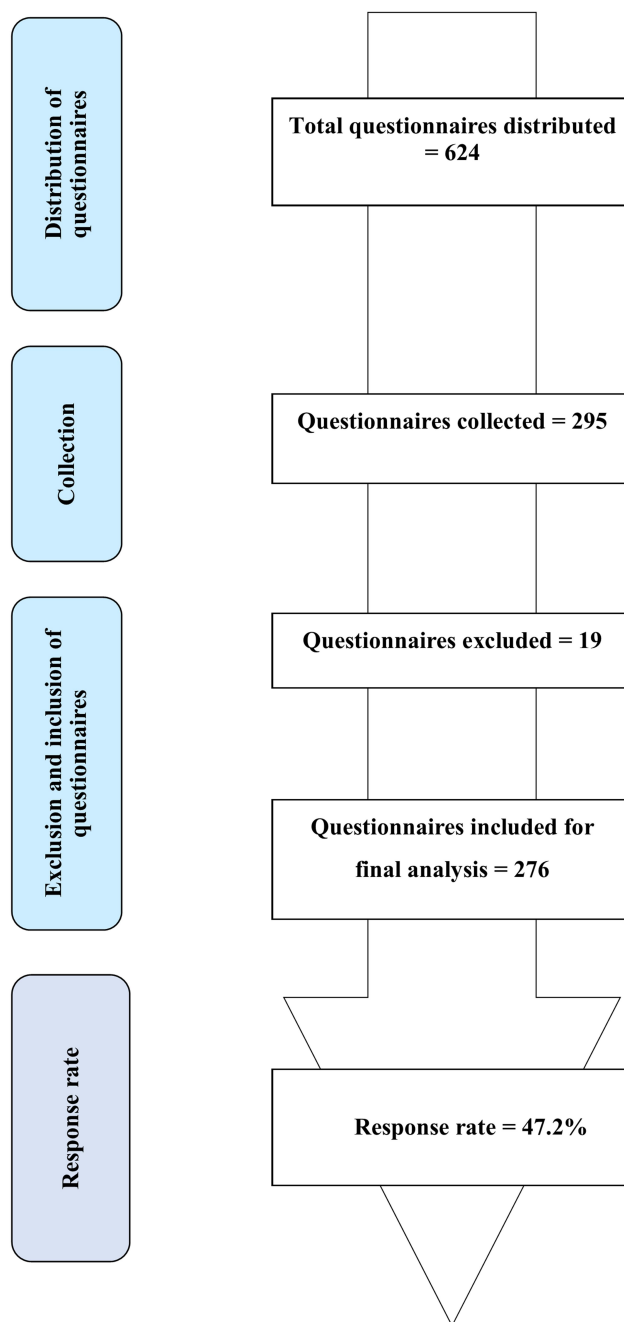 Distribution of
questionnaires
Total questionnaires distributed
= 624
Collection
Questionnaires collected = 295
Exclusion and inclusion of
questionnaires
Questionnaires excluded = 19
Questionnaires included for
final analysis = 276
Response rate
Response rate = 47.2%